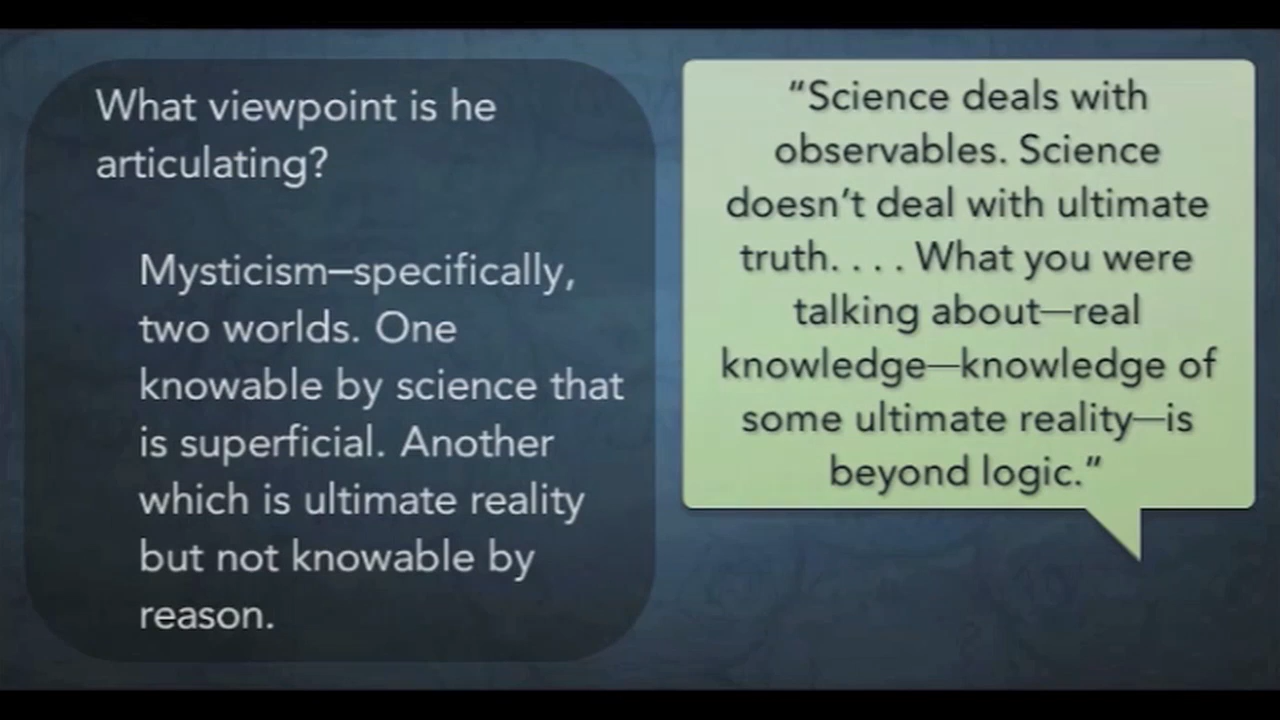 What viewpoint is he
articulating?
Mysticism—specifically,
two worlds. One
knowable by science that
is superficial. Another
which is ultimate reality
but not knowable by
reason.
“Science deals with
observables. Science
doesn’t deal with ultimate
truth. . . . What you were
talking about—real
knowledge—knowledge of
some ultimate reality—is
beyond logic.”